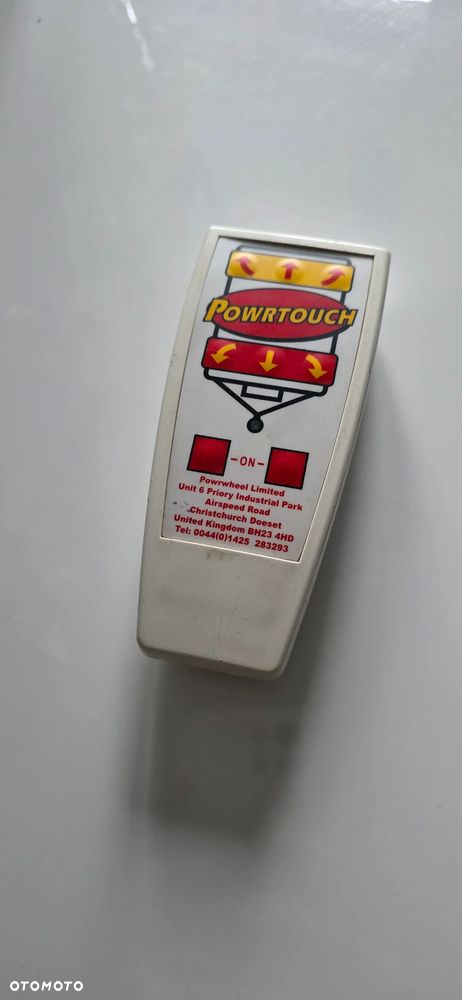 POWRTOUCH
-ON-
Powrwheel Limited
Unit 6 Priory Industrial Park
Airspeed Road
Christchurch Doeset
United Kingdom BH23 4HD
Tel: 0044(0)1425 283293
OTOMOTO